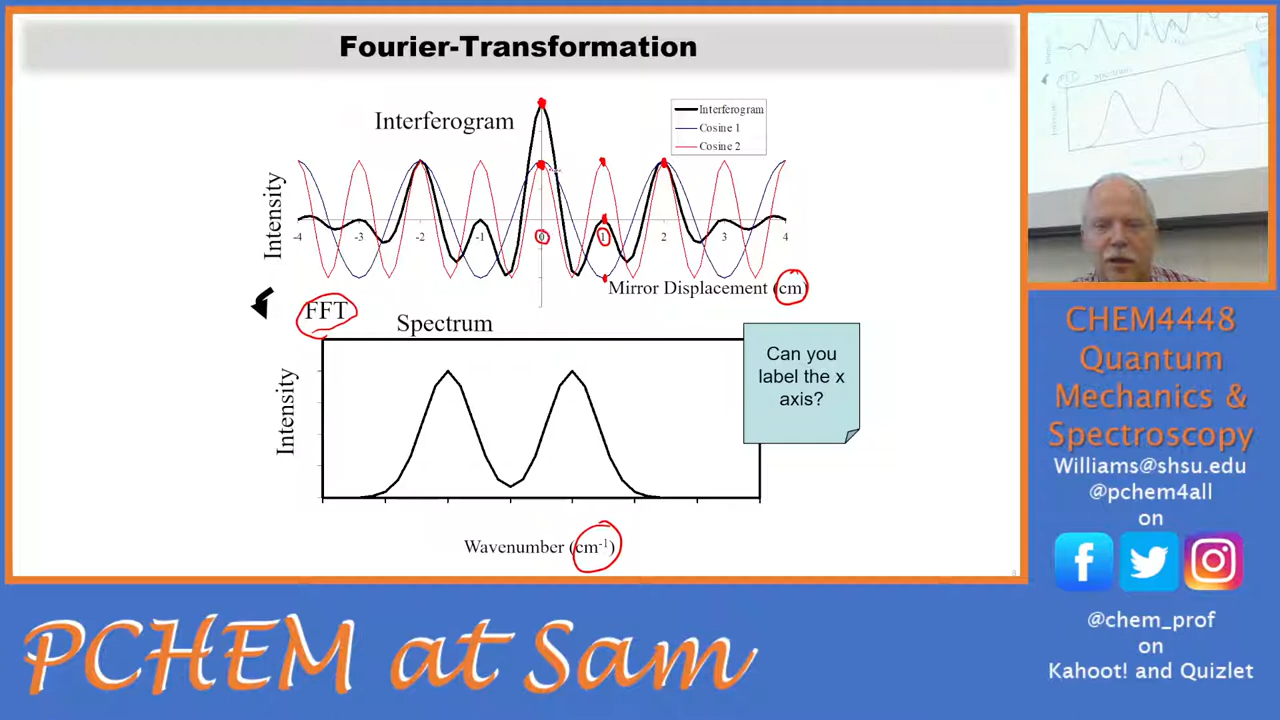 Fourier-Transformation
Interferogram
Interferogram
Cosine 1
Cosine 2
Intensity
-4 -3 -2 -1 0 1 2 3 4
Mirror Displacement (cm)
FFT
Spectrum
Intensity
Can you
label the x
axis?
Wavenumber (cm⁻¹)
CHEM4448
Quantum
Mechanics &
Spectroscopy
Williams@shsu.edu
@pchem4all
on
@chem_prof
on
Kahoot! and Quizlet
PCHEM at Sam